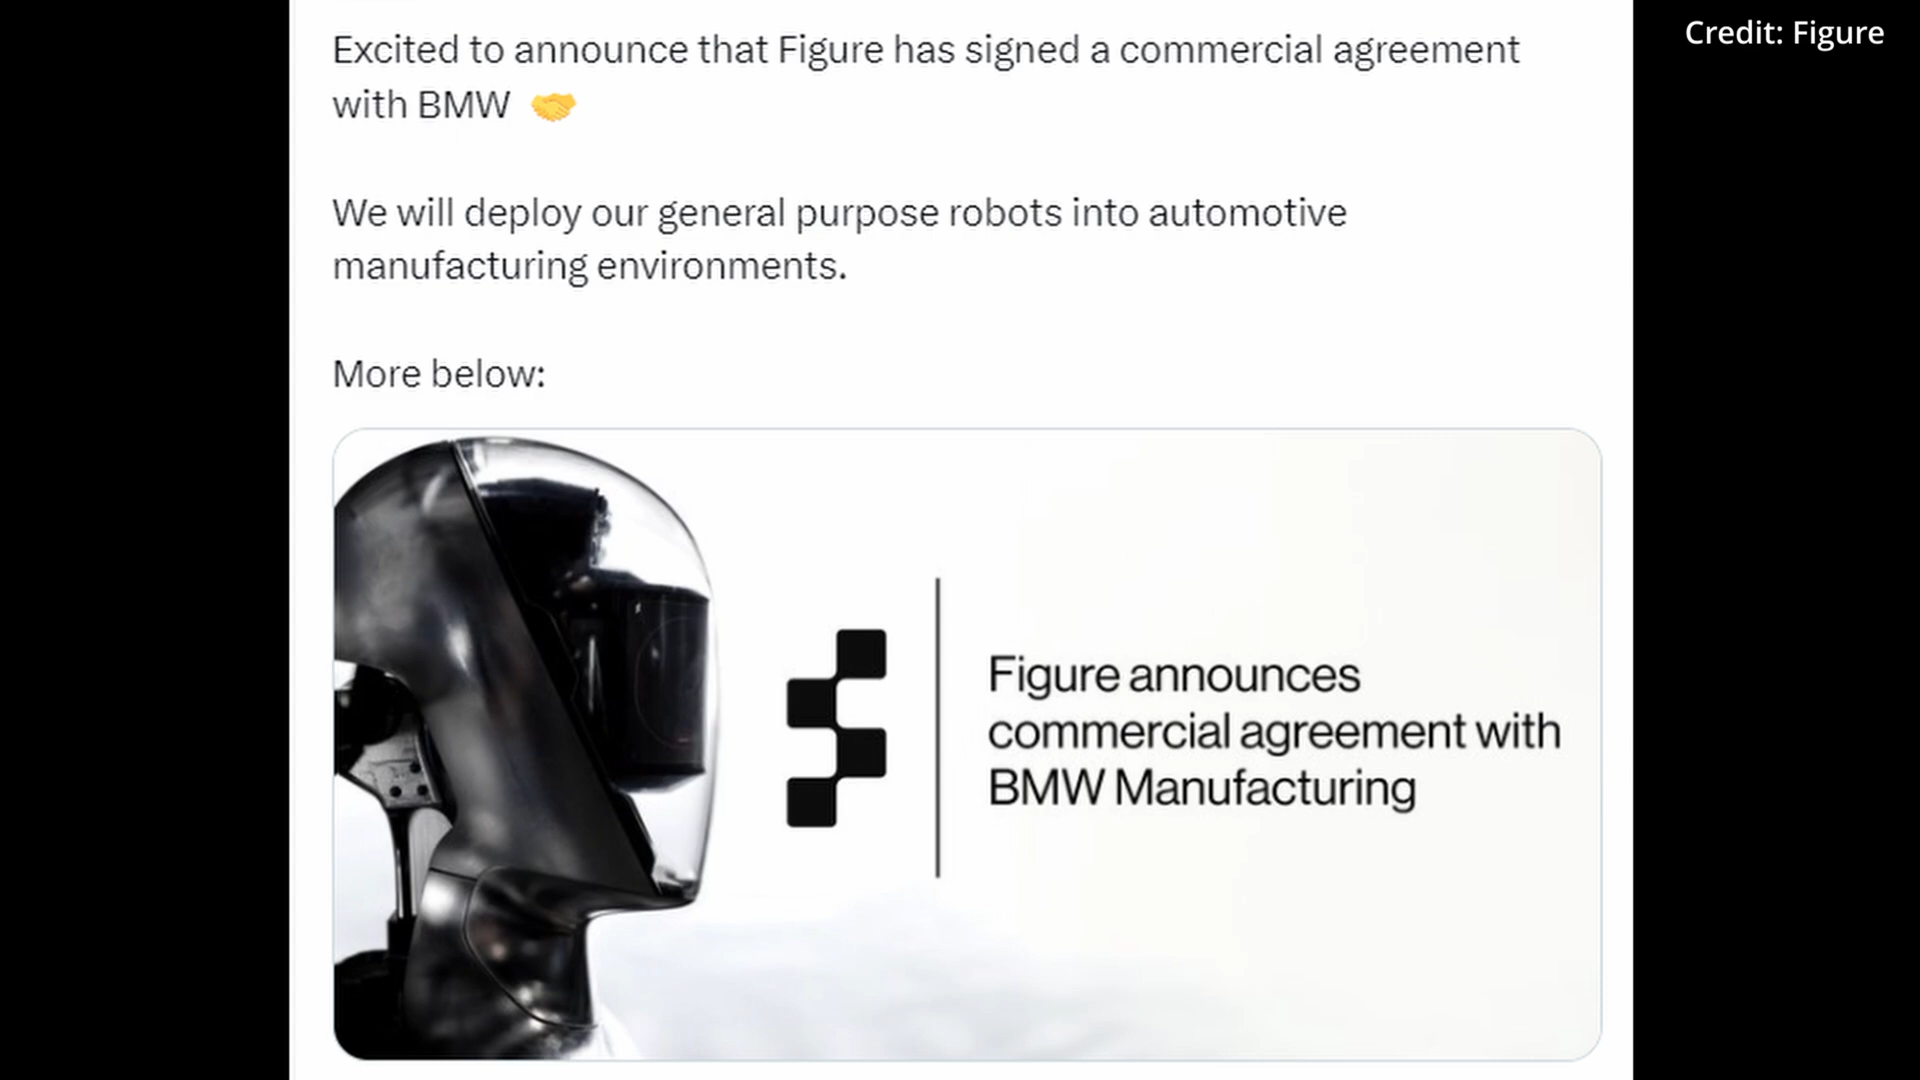 Credit: Figure
Excited to announce that Figure has signed a commercial agreement
with BMW 🤝
We will deploy our general purpose robots into automotive
manufacturing environments.
More below:
Figure announces
commercial agreement with
BMW Manufacturing